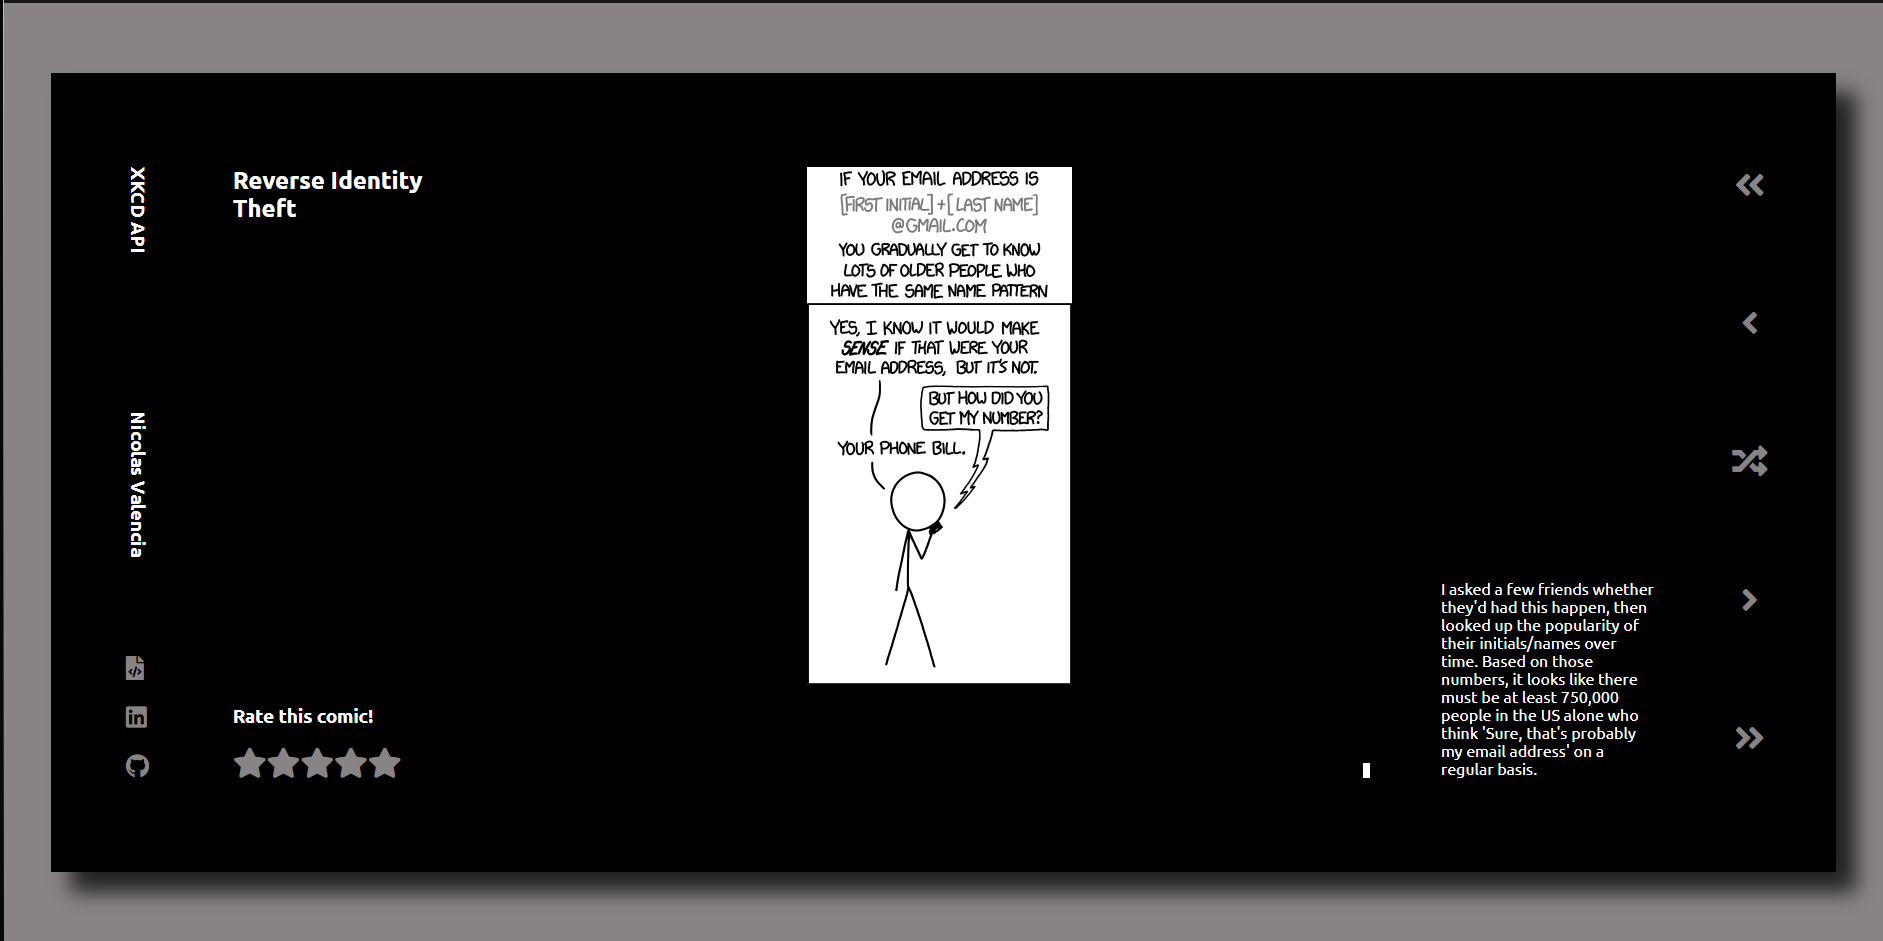 XKCD API
Nicolas Valencia
Reverse Identity
Theft
Rate this comic!
IF YOUR EMAIL ADDRESS IS
[FIRST INITIAL]+[LAST NAME]
@GMAIL.COM
YOU GRADUALLY GET TO KNOW
LOTS OF OLDER PEOPLE WHO
HAVE THE SAME NAME PATTERN
YES, I KNOW IT WOULD MAKE
SENSE IF THAT WERE YOUR
EMAIL ADDRESS, BUT IT'S NOT.
BUT HOW DID YOU
GET MY NUMBER?
YOUR PHONE BILL.
I asked a few friends whether
they'd had this happen, then
looked up the popularity of
their initials/names over
time. Based on those
numbers, it looks like there
must be at least 750,000
people in the US alone who
think 'Sure, that's probably
my email address' on a
regular basis.